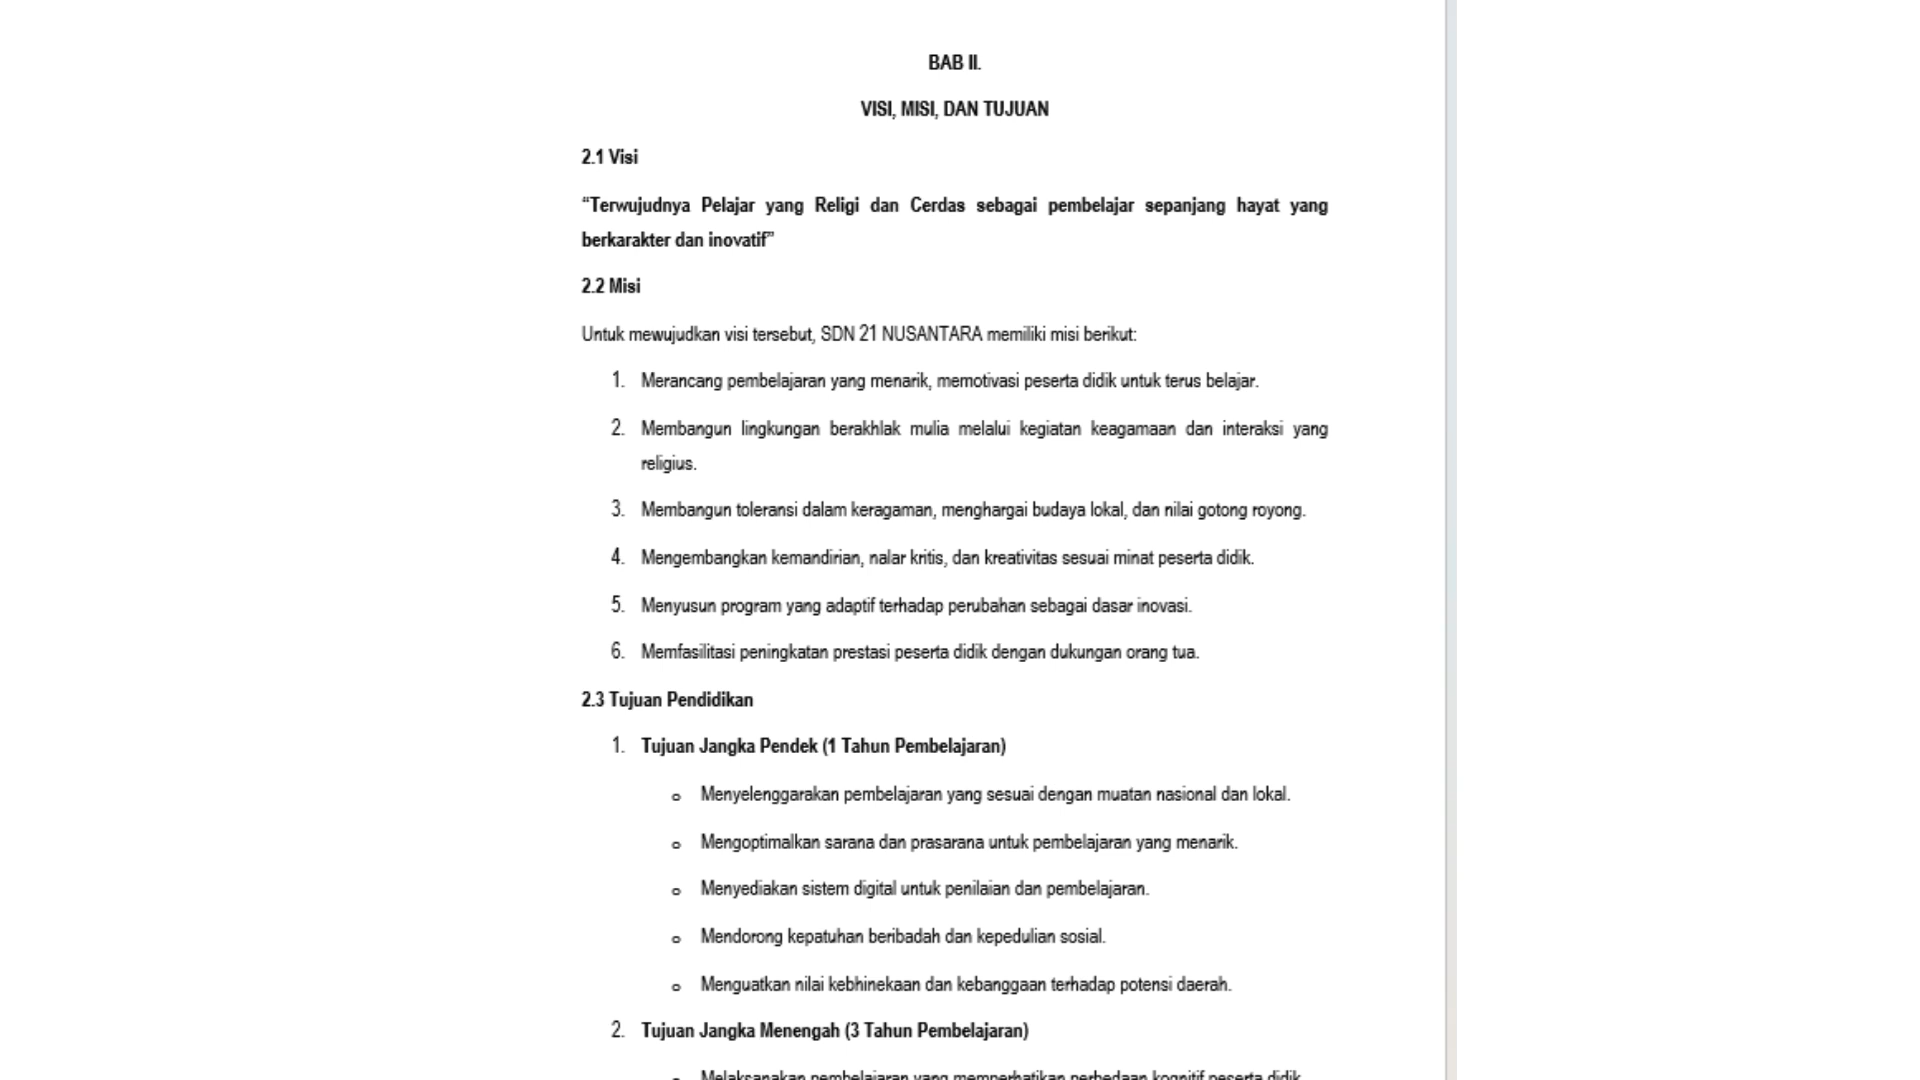 BAB II.
VISI, MISI, DAN TUJUAN
2.1 Visi
“Terwujudnya Pelajar yang Religi dan Cerdas sebagai pembelajar sepanjang hayat yang
berkarakter dan inovatif”
2.2 Misi
Untuk mewujudkan visi tersebut, SDN 21 NUSANTARA memiliki misi berikut:
1. Merancang pembelajaran yang menarik, memotivasi peserta didik untuk terus belajar.
2. Membangun lingkungan berakhlak mulia melalui kegiatan keagamaan dan interaksi yang
religius.
3. Membangun toleransi dalam keragaman, menghargai budaya lokal, dan nilai gotong royong.
4. Mengembangkan kemandirian, nalar kritis, dan kreativitas sesuai minat peserta didik.
5. Menyusun program yang adaptif terhadap perubahan sebagai dasar inovasi.
6. Memfasilitasi peningkatan prestasi peserta didik dengan dukungan orang tua.
2.3 Tujuan Pendidikan
1. Tujuan Jangka Pendek (1 Tahun Pembelajaran)
o Menyelenggarakan pembelajaran yang sesuai dengan muatan nasional dan lokal.
o Mengoptimalkan sarana dan prasarana untuk pembelajaran yang menarik.
o Menyediakan sistem digital untuk penilaian dan pembelajaran.
o Mendorong kepatuhan beribadah dan kepedulian sosial.
o Menguatkan nilai kebhinekaan dan kebanggaan terhadap potensi daerah.
2. Tujuan Jangka Menengah (3 Tahun Pembelajaran)
o Melaksanakan pembelajaran yang memperhatikan perbedaan kognitif peserta didik